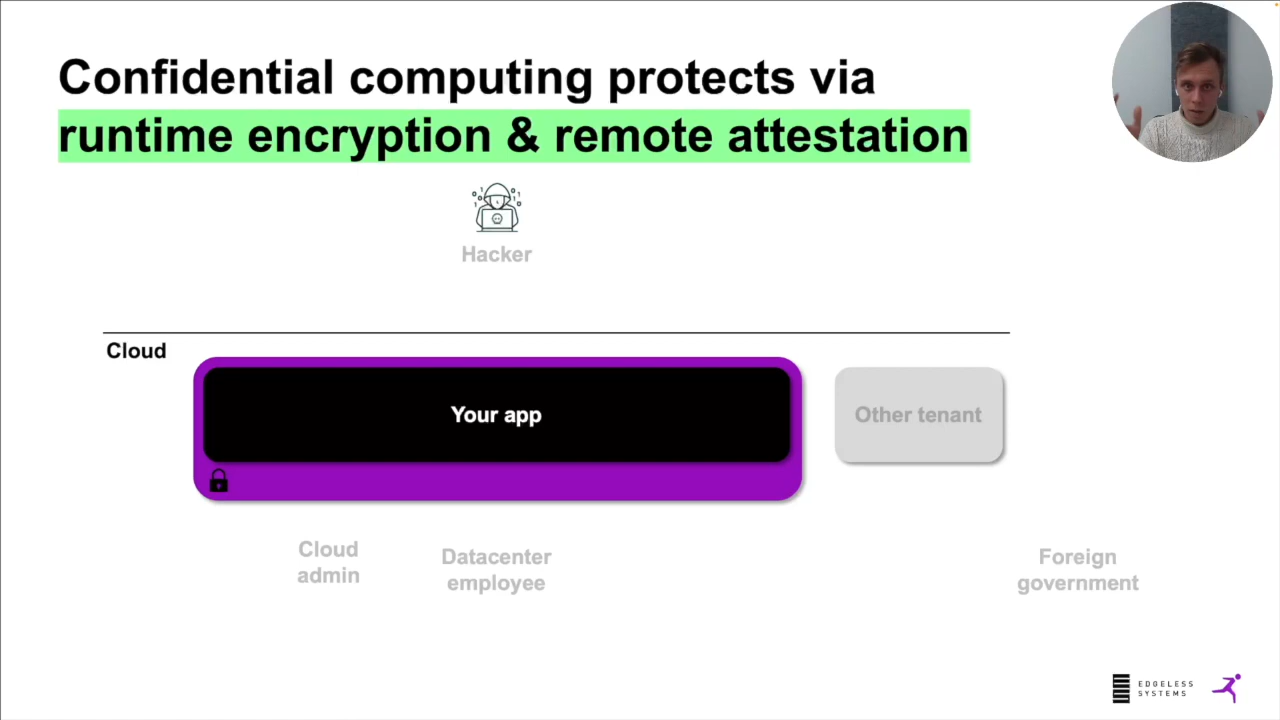 Confidential computing protects via
runtime encryption & remote attestation
Hacker
Cloud
Your app
Other tenant
Cloud
admin
Datacenter
employee
Foreign
government
EDGELESS
SYSTEMS